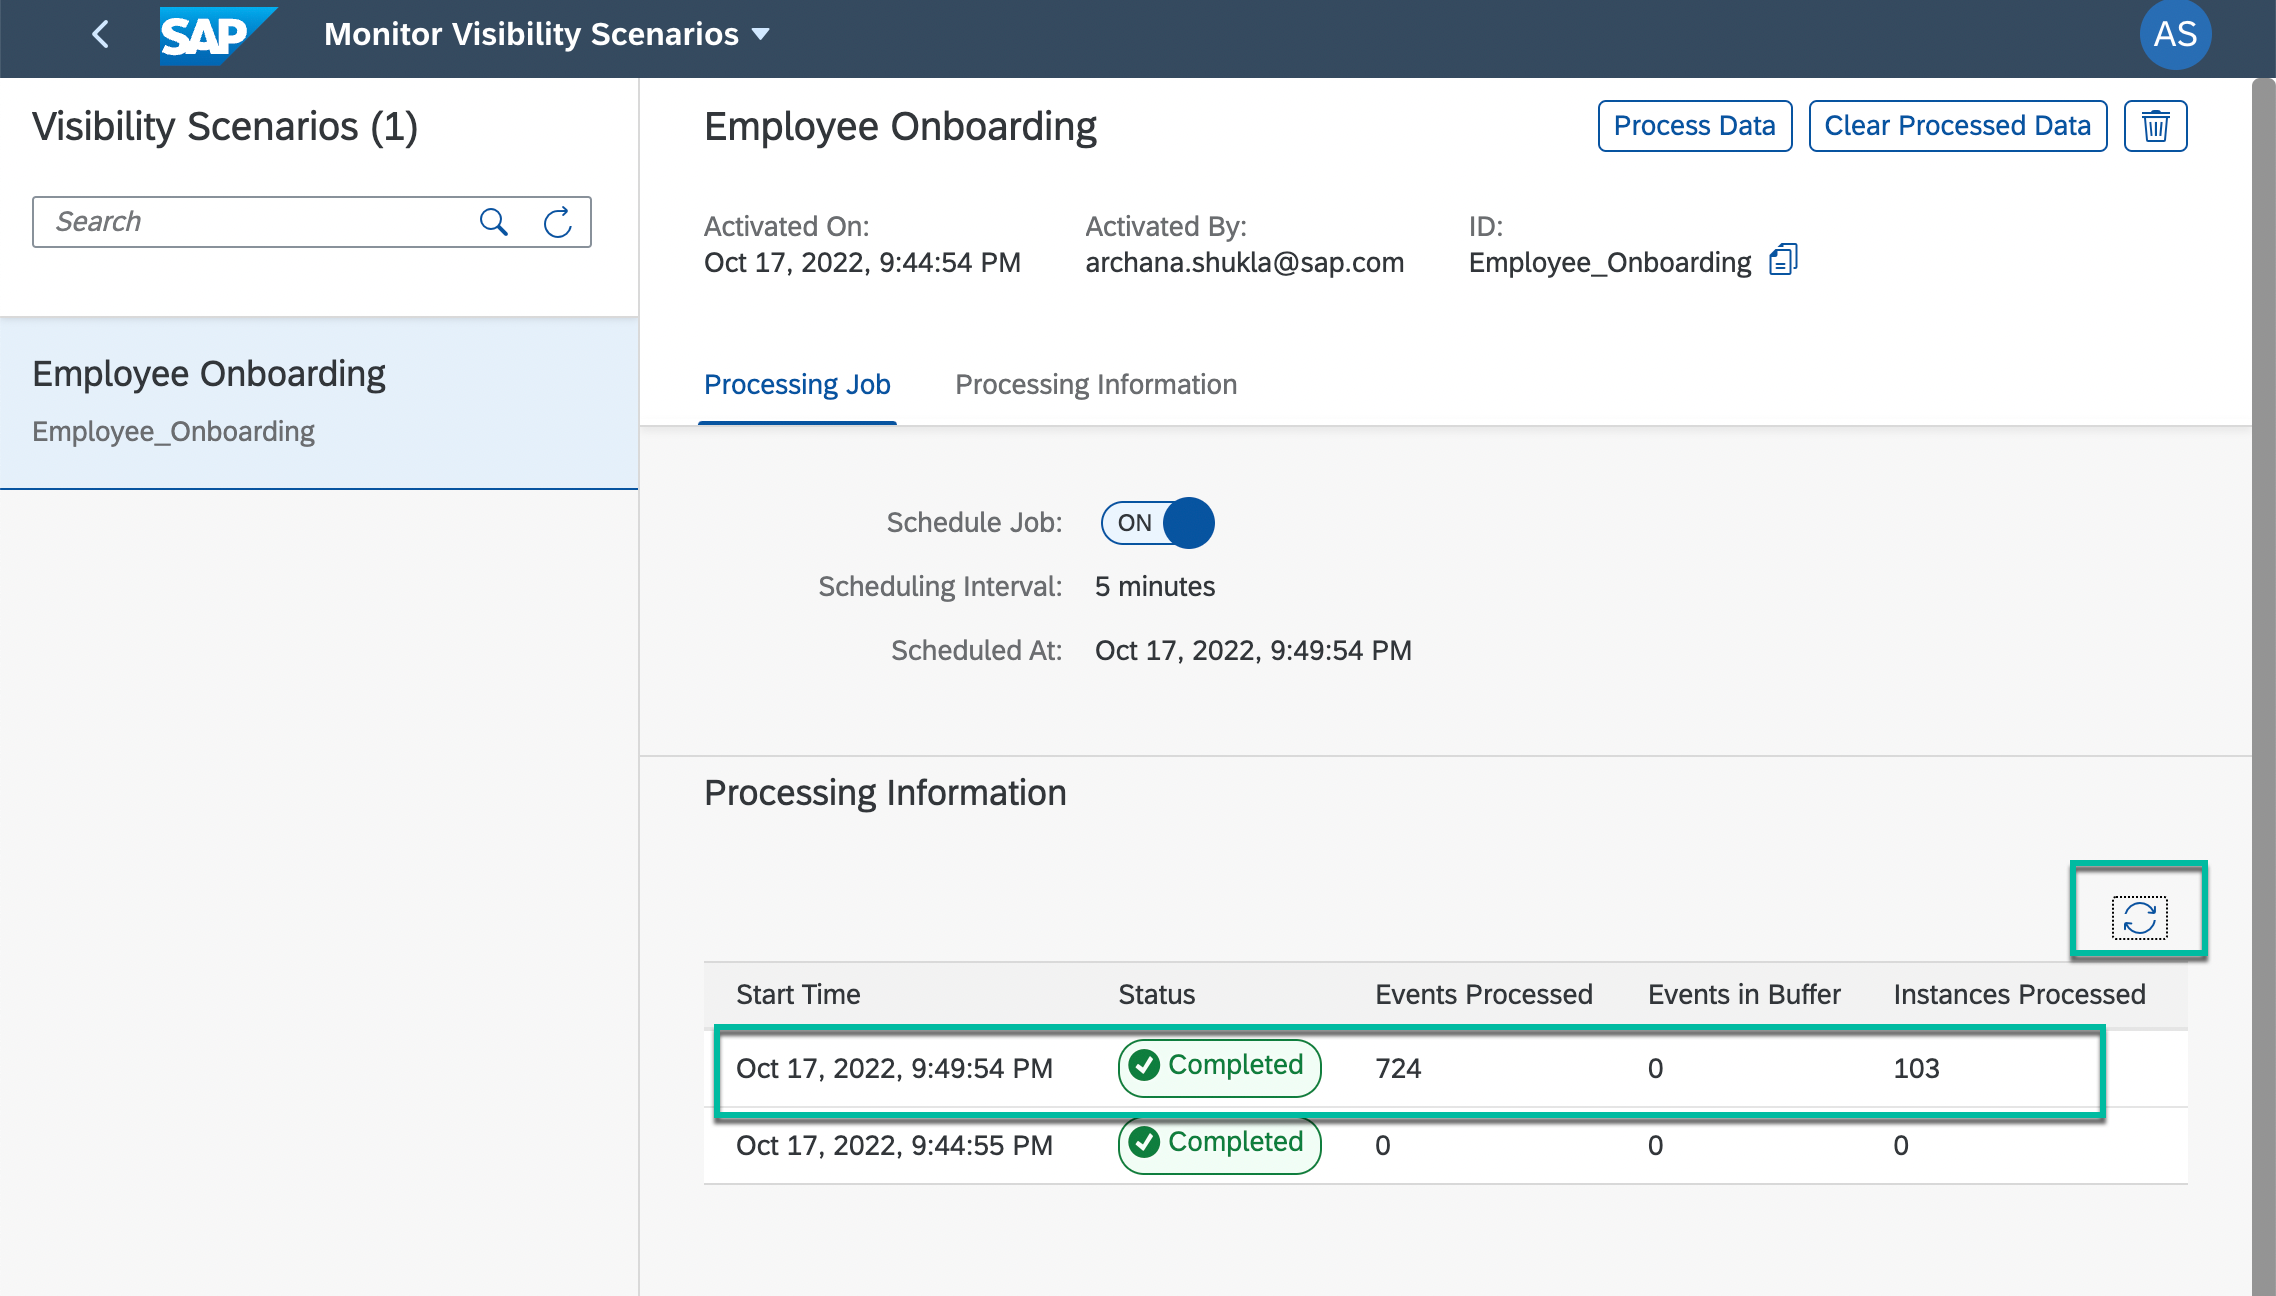 SAP Monitor Visibility Scenarios AS
Visibility Scenarios (1)
Search
Employee Onboarding
Employee_Onboarding
Employee Onboarding
Process Data Clear Processed Data
Activated On: Activated By: ID:
Oct 17, 2022, 9:44:54 PM archana.shukla@sap.com Employee_Onboarding
Processing Job Processing Information
Schedule Job: ON
Scheduling Interval: 5 minutes
Scheduled At: Oct 17, 2022, 9:49:54 PM
Processing Information
Start Time Status Events Processed Events in Buffer Instances Processed
Oct 17, 2022, 9:49:54 PM Completed 724 0 103
Oct 17, 2022, 9:44:55 PM Completed 0 0 0